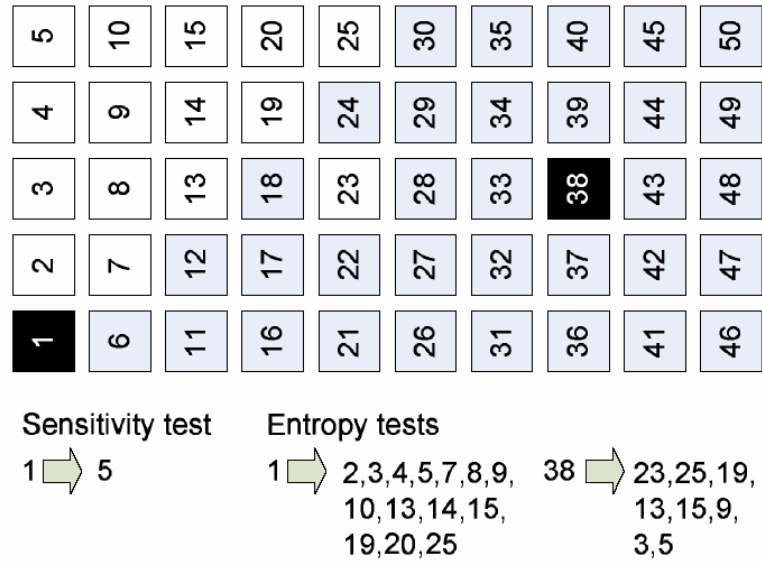 5 10 15 20 25 30 35 40 45 50
4 9 14 19 24 29 34 39 44 49
3 8 13 18 23 28 33 38 43 48
2 7 12 17 22 27 32 37 42 47
1 6 11 16 21 26 31 36 41 46
Sensitivity test
1 5
Entropy tests
1 2,3,4,5,7,8,9,
10,13,14,15,
19,20,25
38 23,25,19,
13,15,9,
3,5